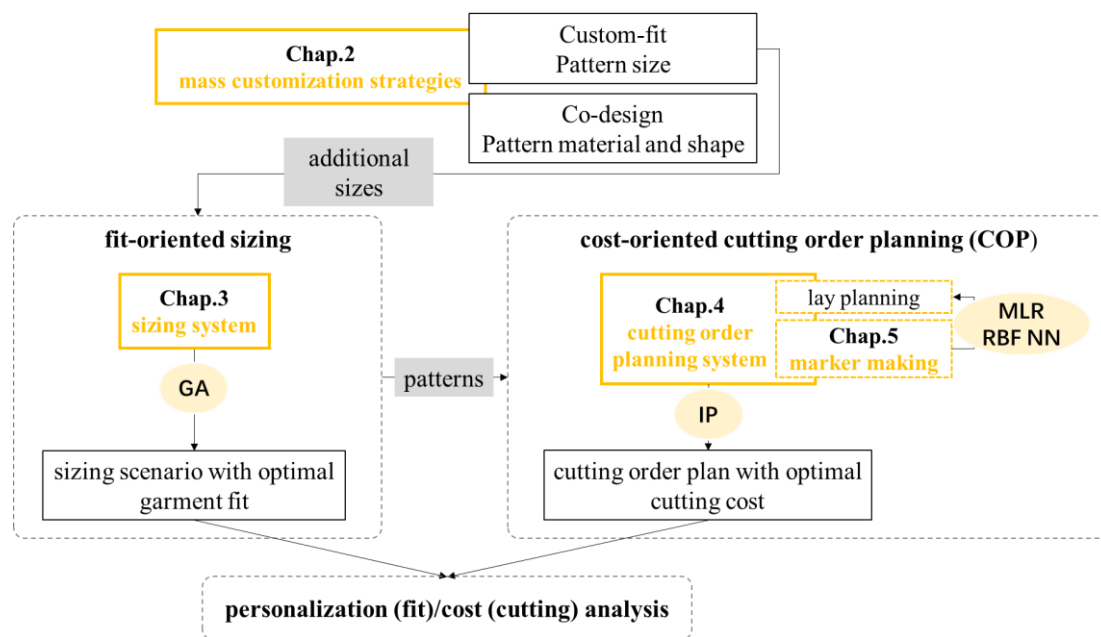 Chap.2
mass customization strategies
Custom-fit
Pattern size
Co-design
Pattern material and shape
additional
sizes
fit-oriented sizing
Chap.3
sizing system
GA
sizing scenario with optimal
garment fit
patterns
cost-oriented cutting order planning (COP)
Chap.4
cutting order
planning system
lay planning
Chap.5
marker making
MLR
RBF NN
IP
cutting order plan with optimal
cutting cost
personalization (fit)/cost (cutting) analysis